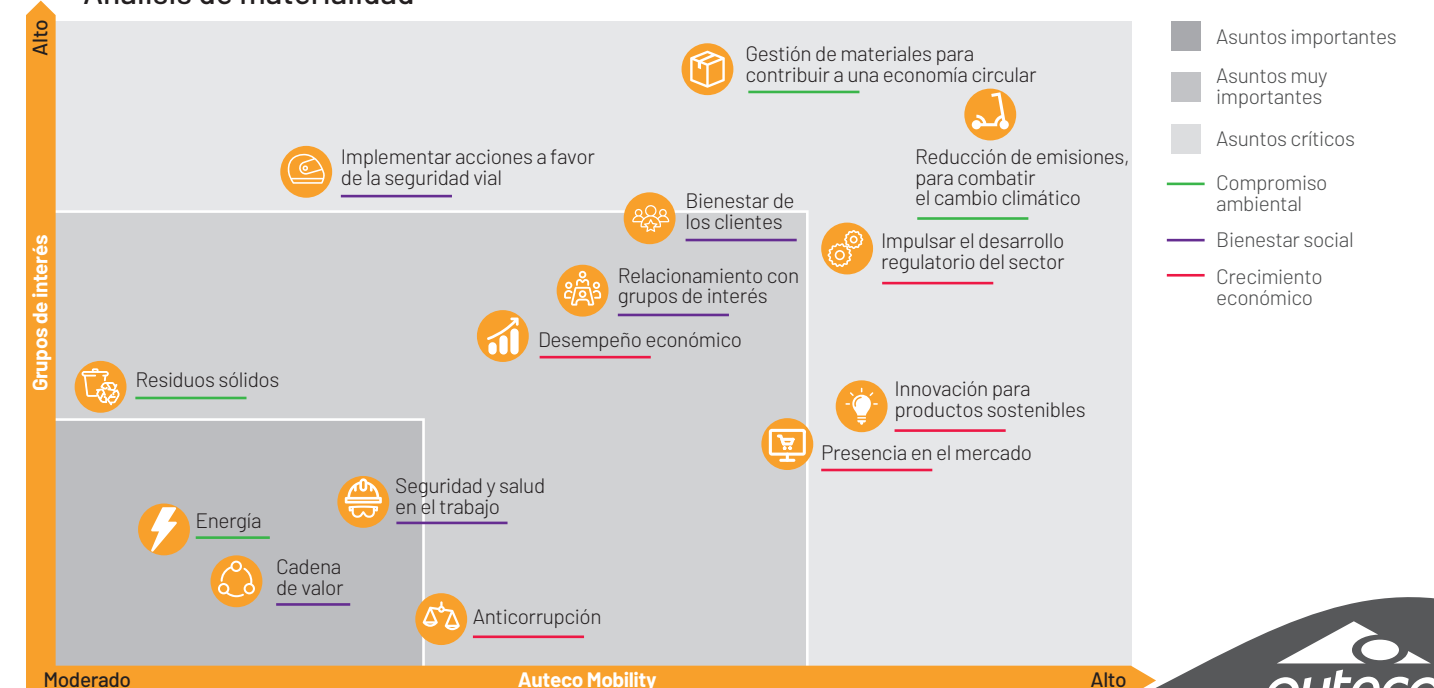 Análisis de materialidad
Alto
Grupos de interés
Gestión de materiales para
contribuir a una economía circular
Implementar acciones a favor
de la seguridad vial
Reducción de emisiones,
para combatir
el cambio climático
Bienestar de
los clientes
Impulsar el desarrollo
regulatorio del sector
Relacionamiento con
grupos de interés
Desempeño económico
Residuos sólidos
Innovación para
productos sostenibles
Presencia en el mercado
Seguridad y salud
en el trabajo
Energía
Cadena
de valor
Anticorrupción
Moderado
Auteco Mobility
Alto
Asuntos importantes
Asuntos muy
importantes
Asuntos críticos
Compromiso
ambiental
Bienestar social
Crecimiento
económico
auteco